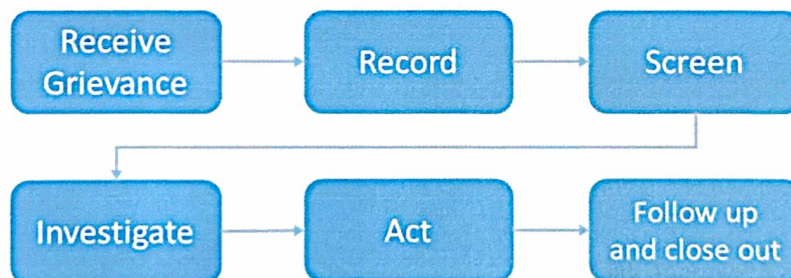 Receive
Grievance
Record
Screen
Investigate
Act
Follow up
and close out